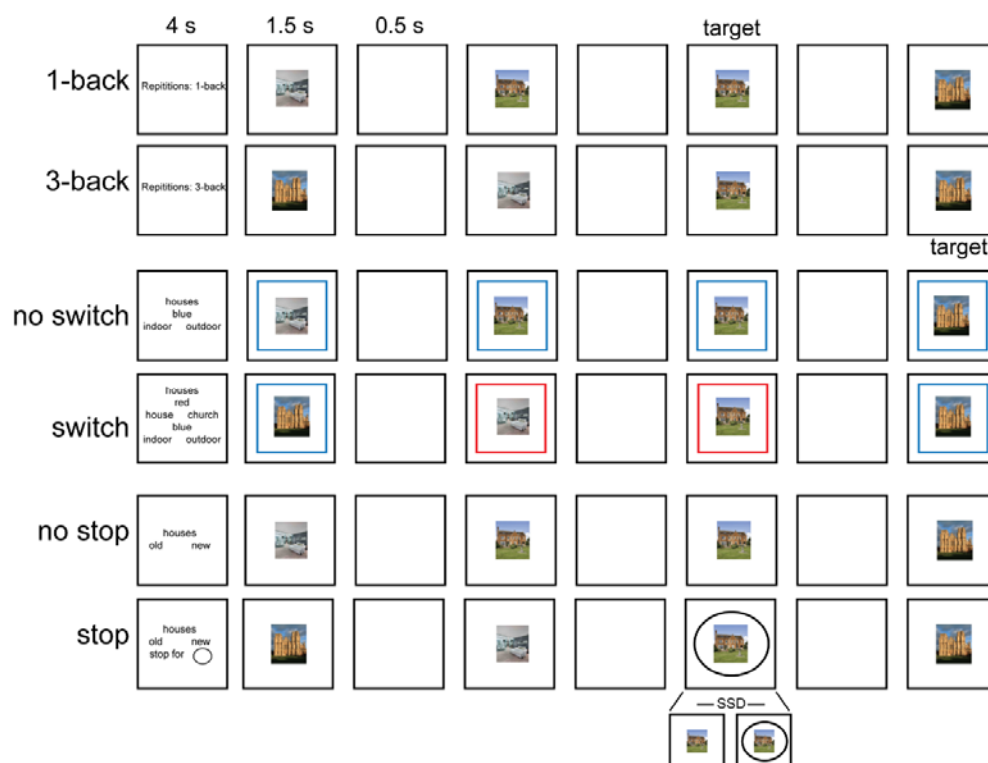 4 s 1.5 s 0.5 s target
1-back
Repititions: 1-back
3-back
Repititions: 3-back
target
no switch
houses
blue
indoor outdoor
switch
houses
red
house church
blue
indoor outdoor
no stop
houses
old new
stop
houses
old new
stop for
SSD